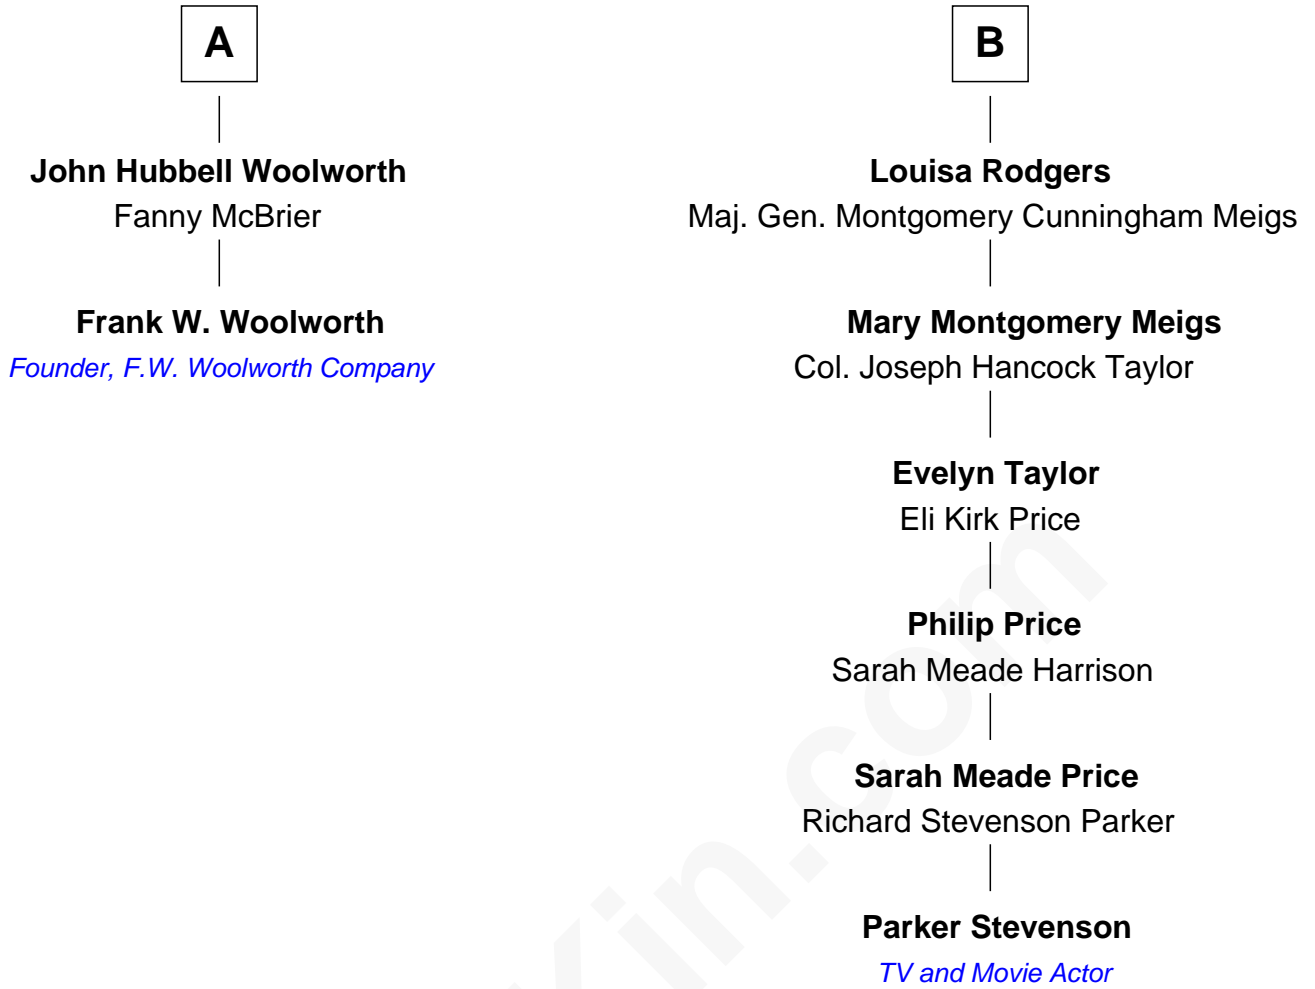 A
John Hubbell Woolworth
Fanny McBrier
Frank W. Woolworth
Founder, F.W. Woolworth Company
B
Louisa Rodgers
Maj. Gen. Montgomery Cunningham Meigs
Mary Montgomery Meigs
Col. Joseph Hancock Taylor
Evelyn Taylor
Eli Kirk Price
Philip Price
Sarah Meade Harrison
Sarah Meade Price
Richard Stevenson Parker
Parker Stevenson
TV and Movie Actor
Kin.com